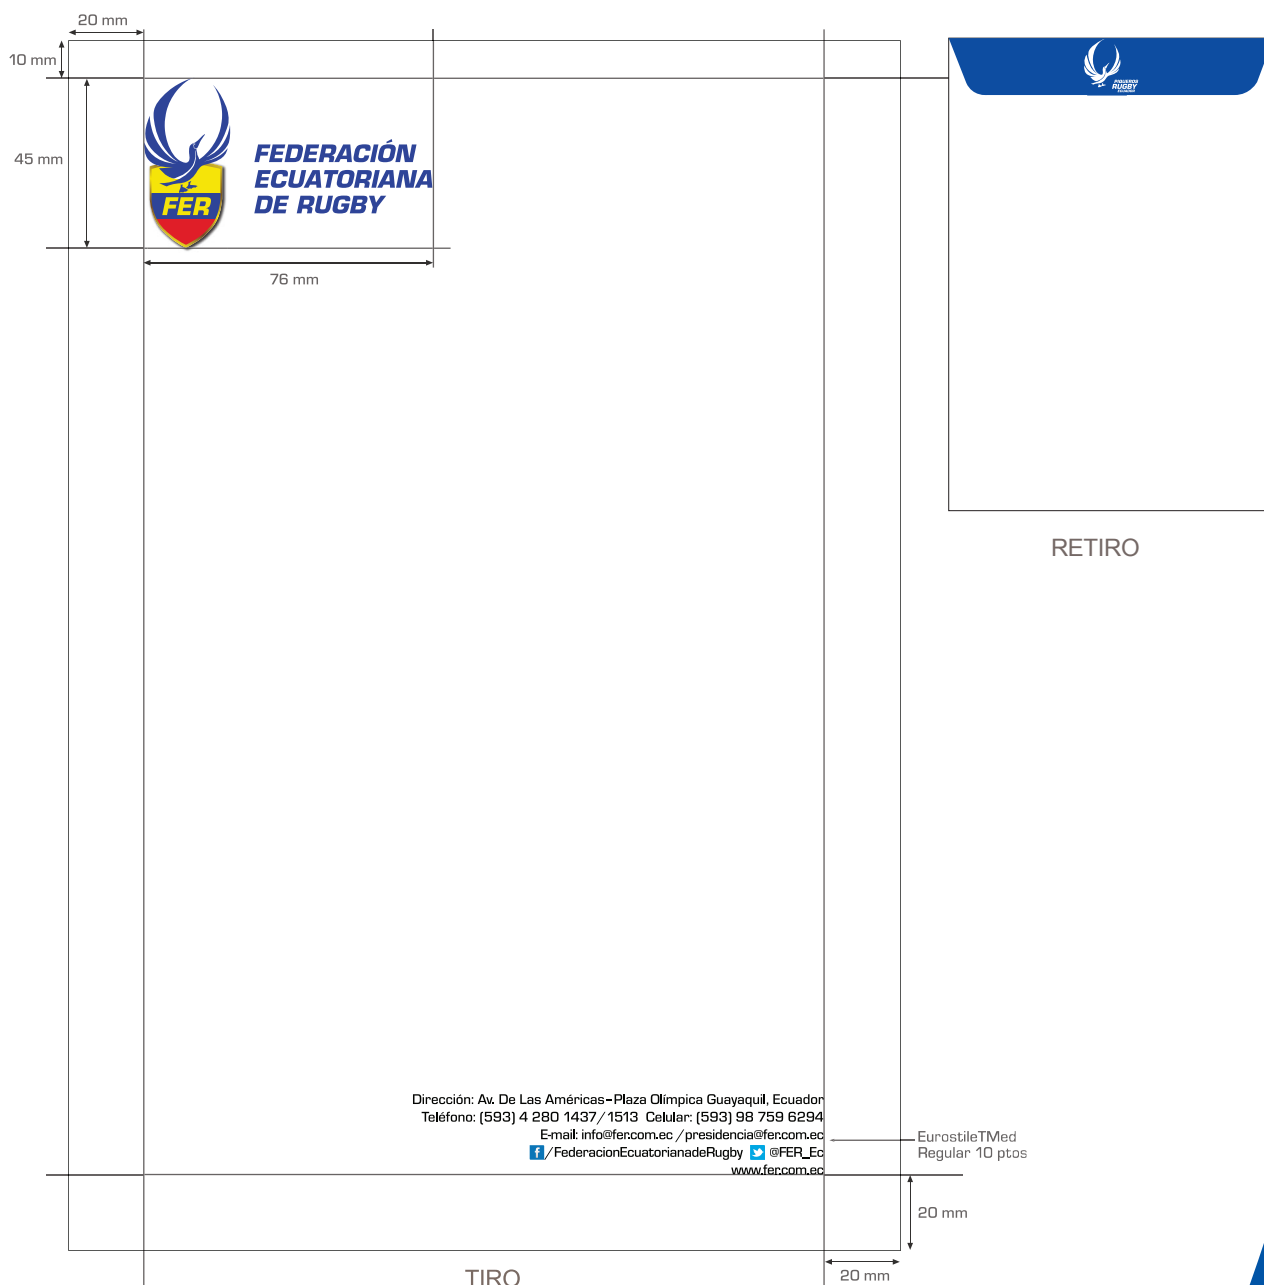 20 mm
10 mm
45 mm
FEDERACIÓN
ECUATORIANA
DE RUGBY
FER
76 mm
PIQUEROS
RUGBY
ECUADOR
RETIRO
Dirección: Av. De Las Américas-Plaza Olímpica Guayaquil, Ecuador
Teléfono: (593) 4 280 1437/1513 Celular: (593) 98 759 6294
E-mail: info@fer.com.ec /presidencia@fer.com.ec
f/FederacionEcuatorianadeRugby @FER_Ec
www.fer.com.ec
EurostileTMed
Regular 10 ptos
20 mm
20 mm
TIRO